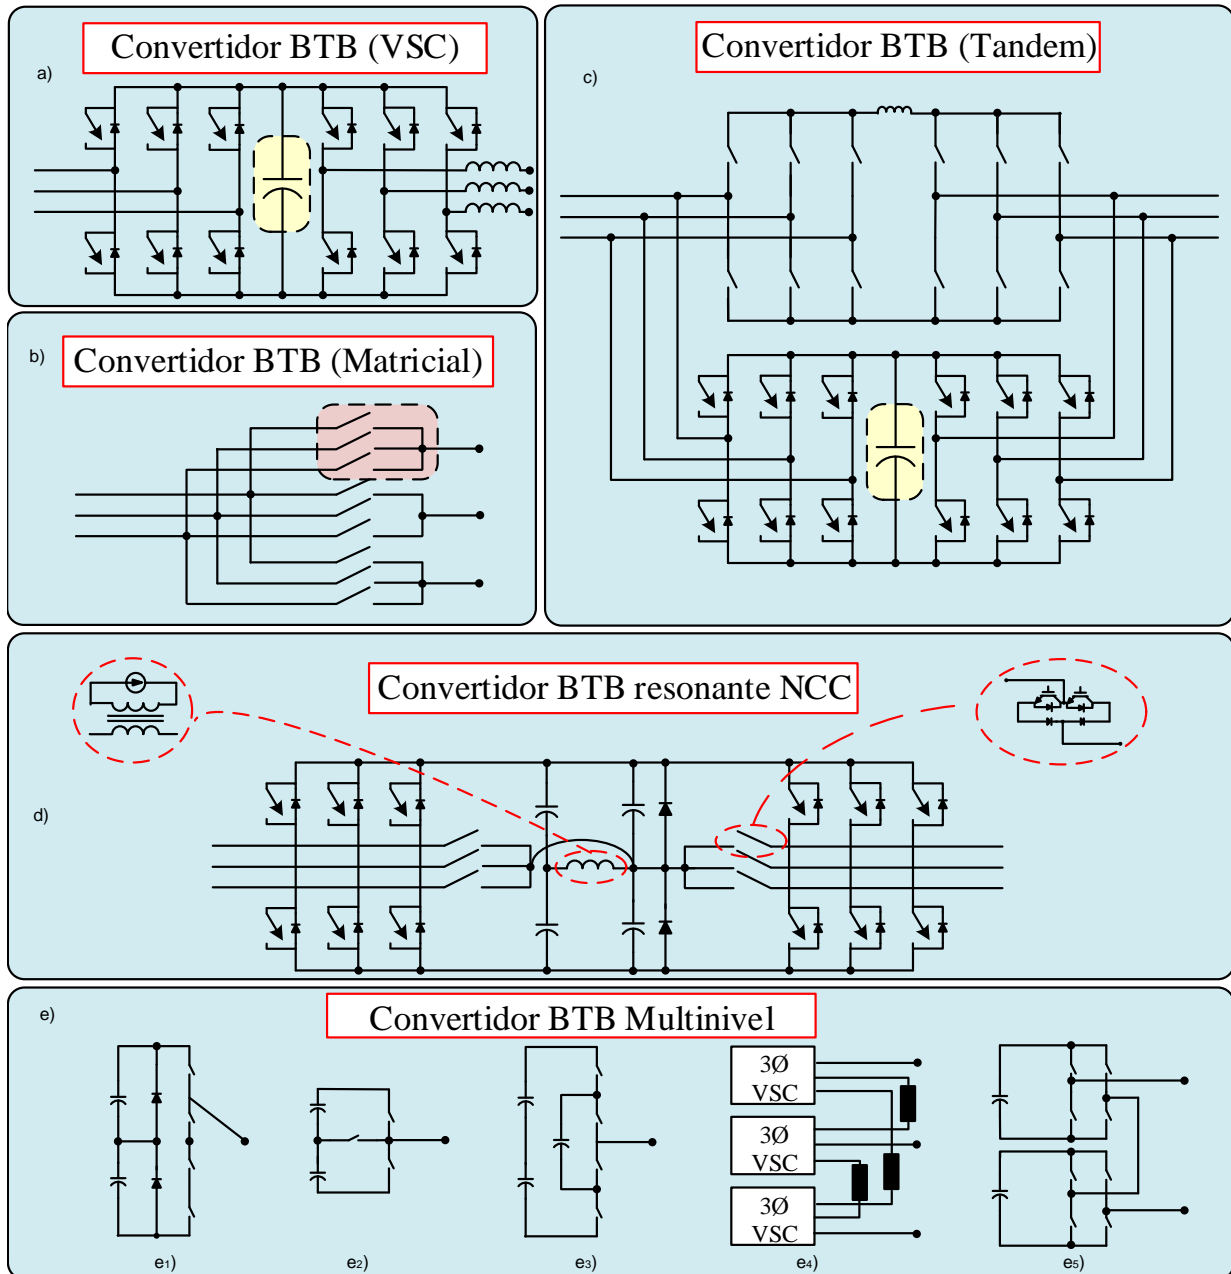 Convertidor BTB (VSC)
a)
Convertidor BTB (Tandem)
c)
b)
Convertidor BTB (Matricial)
Convertidor BTB resonante NCC
d)
e)
Convertidor BTB Multinivel
3Ø
VSC
3Ø
VSC
3Ø
VSC
e1)
e2)
e3)
e4)
e5)